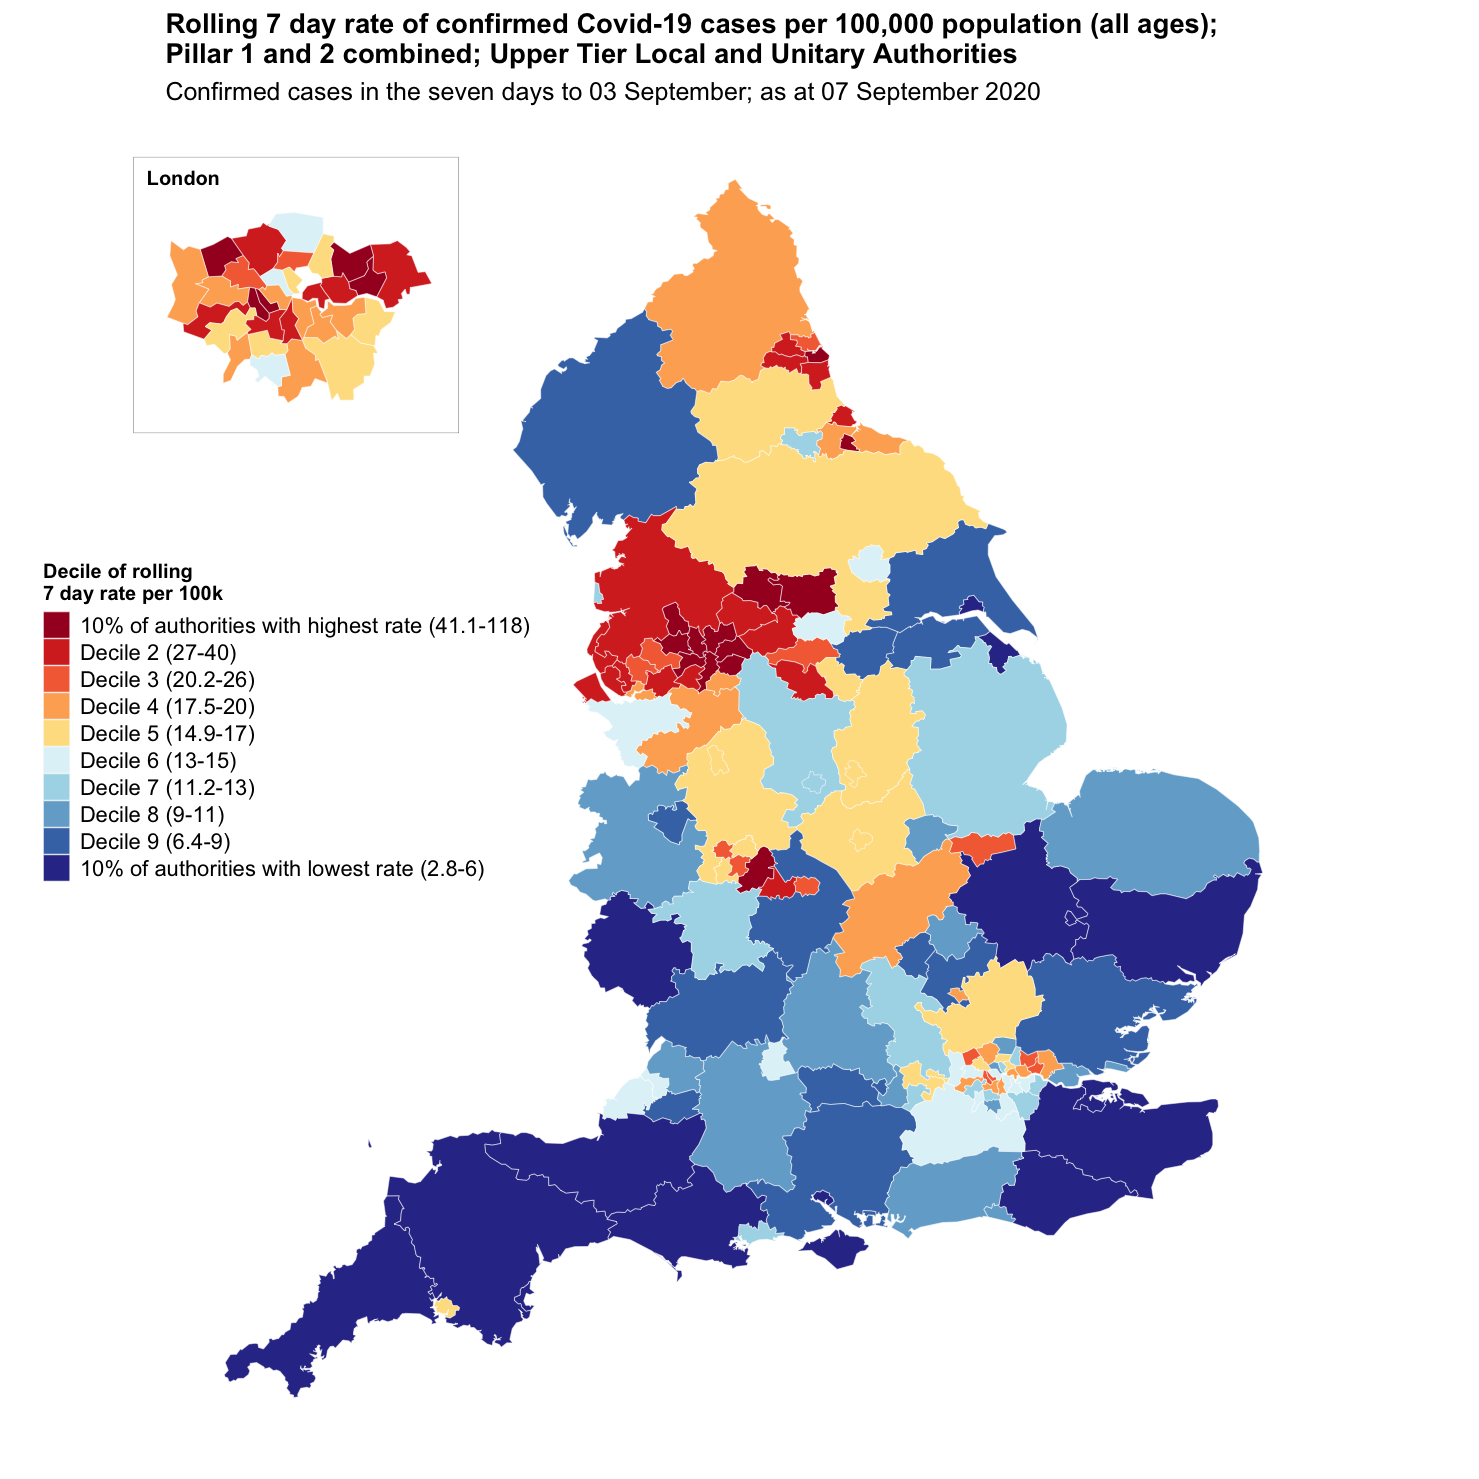 Rolling 7 day rate of confirmed Covid-19 cases per 100,000 population (all ages);
Pillar 1 and 2 combined; Upper Tier Local and Unitary Authorities
Confirmed cases in the seven days to 03 September; as at 07 September 2020
London
Decile of rolling
7 day rate per 100k
10% of authorities with highest rate (41.1-118)
Decile 2 (27-40)
Decile 3 (20.2-26)
Decile 4 (17.5-20)
Decile 5 (14.9-17)
Decile 6 (13-15)
Decile 7 (11.2-13)
Decile 8 (9-11)
Decile 9 (6.4-9)
10% of authorities with lowest rate (2.8-6)